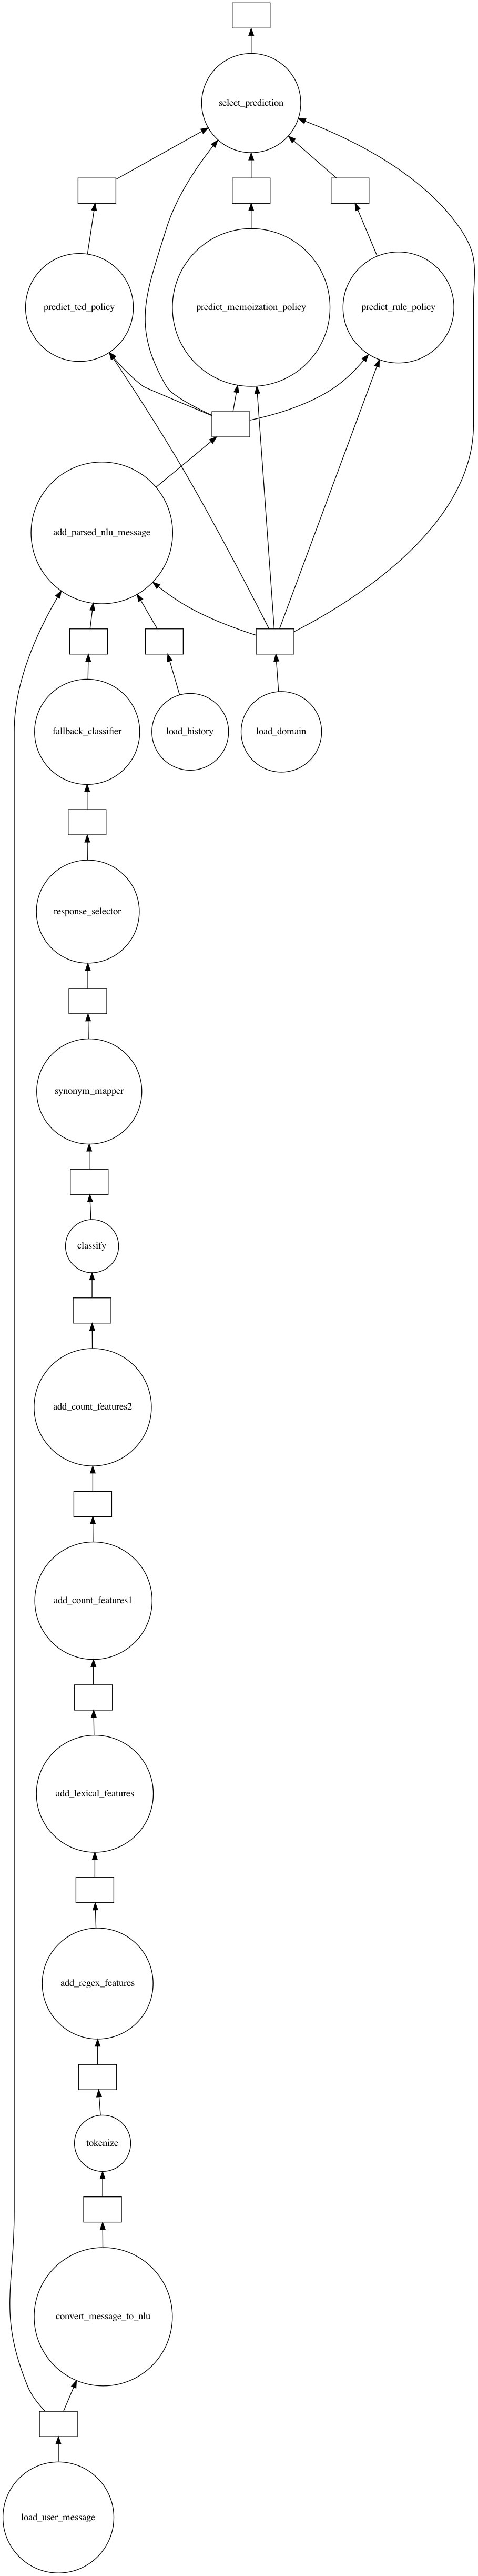 select_prediction
predict_ted_policy
predict_memoization_policy
predict_rule_policy
add_parsed_nlu_message
fallback_classifier
load_history
load_domain
response_selector
synonym_mapper
classify
add_count_features2
add_count_features1
add_lexical_features
add_regex_features
tokenize
convert_message_to_nlu
load_user_message